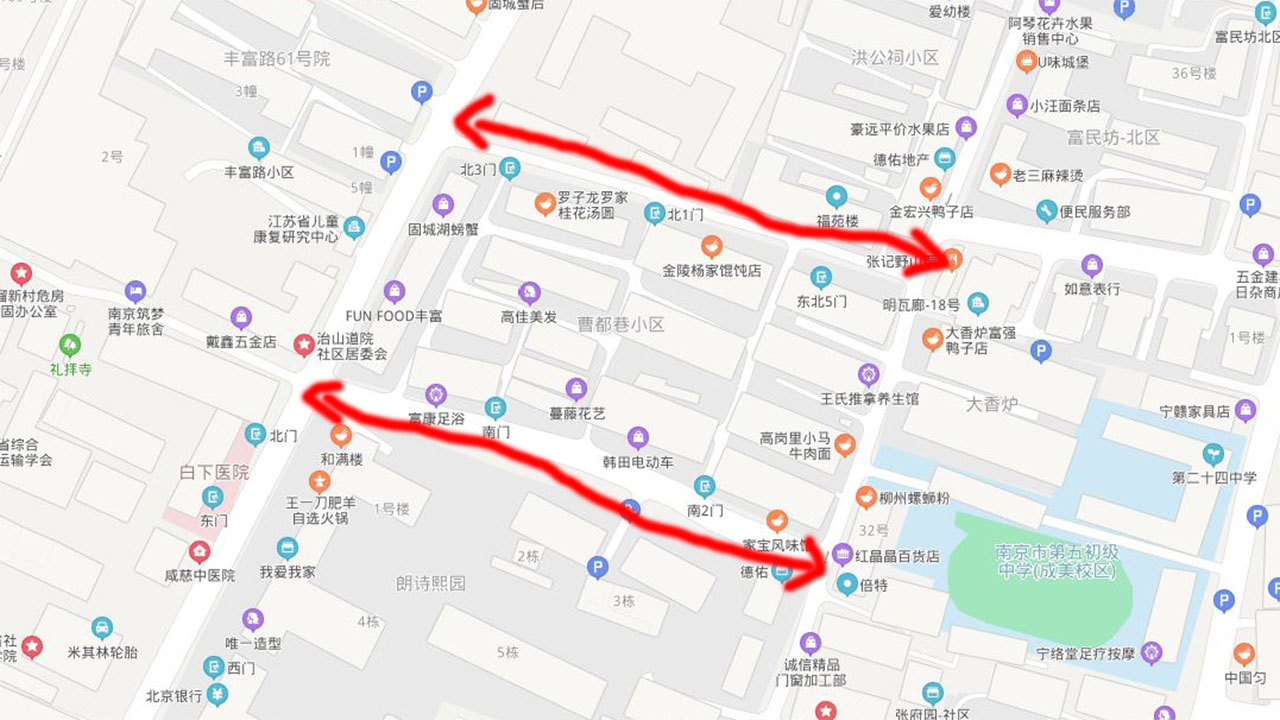 固城蟹后
爱幼楼
阿琴花卉水果
销售中心
P
富民坊北区
丰富路61号院
洪公祠小区
U味城堡
36号楼
号楼
3幢
P
小汪面条店
豪远平价水果店
富民坊-北区
2号
1幢
P
德佑地产
丰富路小区
5幢
北3门
老三麻辣烫
罗子龙罗家
桂花汤圆
北1门
福苑楼
金宏兴鸭子店
便民服务部
P
江苏省儿童
康复研究中心
固城湖螃蟹
金陵杨家馄饨店
张记野山
如意表行
五金建
日杂商店
留新村危房
固办公室
南京筑梦
青年旅舍
FUN FOOD丰富
高佳美发
曹都巷小区
东北5门
明瓦廊-18号
戴鑫五金店
治山道院
社区居委会
大香炉富强
鸭子店
P
1号楼
礼拜寺
王氏推拿养生馆
大香炉
富康足浴
南门
蔓藤花艺
宁赣家具店
省综合
运输学会
北门
和满楼
韩田电动车
高岗里小马
牛肉面
第二十四中学
白下医院
东门
王一刀肥羊
自选火锅
1号楼
南2门
柳州螺蛳粉
P
32号
家宝风味馆
红晶晶百货店
南京市第五初级
中学(成美校区)
咸慈中医院
我爱我家
2栋
P
德佑
倍特
朗诗熙园
3栋
P
4栋
唯一造型
米其林轮胎
社
学院
西门
5栋
诚信精品
门窗加工部
宁络堂足疗按摩
中国匀
北京银行
张府园-社区